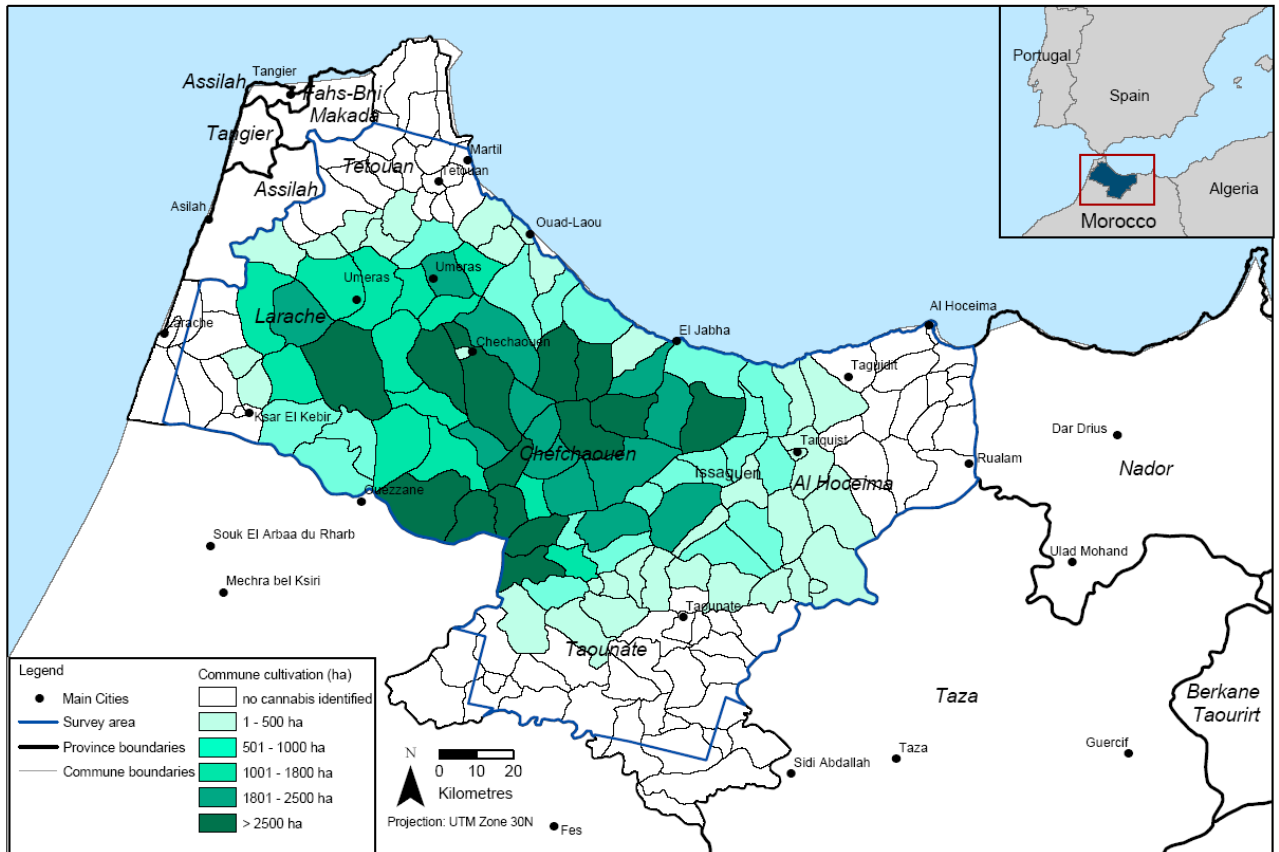 Portugal
Spain
Algeria
Morocco
Assilah
Tangier
Fahs-Bni
Makada
Tangier
Tetouan
Martil
Tetouan
Assilah
Asilah
Ouad-Laou
Umeras
Umeras
Larache
Larache
Chechaouen
El Jabha
Al Hoceima
Taguidit
Ksar El Kebir
Chefchaouen
Tarquist
Issaguen
Al Hoceima
Rualam
Dar Drius
Nador
Ouezzane
Souk El Arbaa du Rharb
Mechra bel Ksiri
Ulad Mohand
Taounate
Taounate
Taza
Berkane
Taourirt
Sidi Abdallah
Taza
Guercif
Fes
Legend
Main Cities
Survey area
Province boundaries
Commune boundaries
Commune cultivation (ha)
no cannabis identified
1 - 500 ha
501 - 1000 ha
1001 - 1800 ha
1801 - 2500 ha
> 2500 ha
N
0 10 20
Kilometres
Projection: UTM Zone 30N